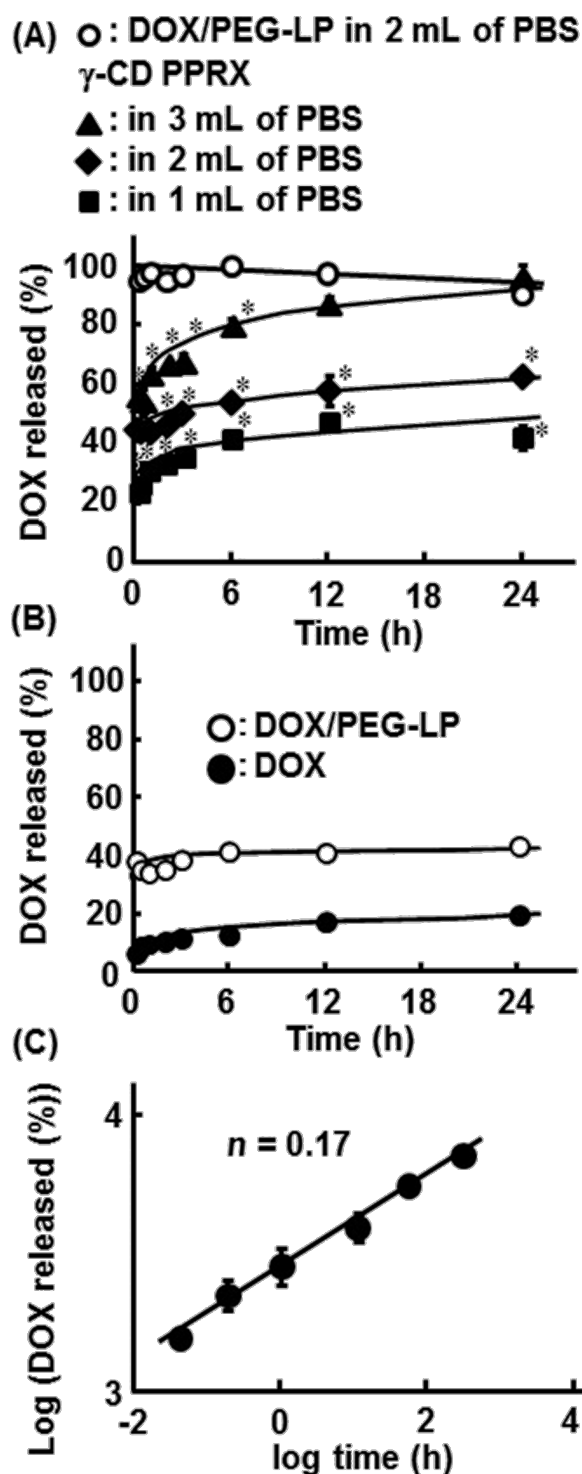 (A) ○: DOX/PEG-LP in 2 mL of PBS
γ-CD PPRX
▲: in 3 mL of PBS
◆: in 2 mL of PBS
■: in 1 mL of PBS
DOX released (%)
100
80
60
40
20
0
0 6 12 18 24
Time (h)
(B)
DOX released (%)
100
80
60
40
20
0
○: DOX/PEG-LP
●: DOX
0 6 12 18 24
Time (h)
(C)
Log (DOX released (%))
4
3
n = 0.17
-2 0 2 4
log time (h)